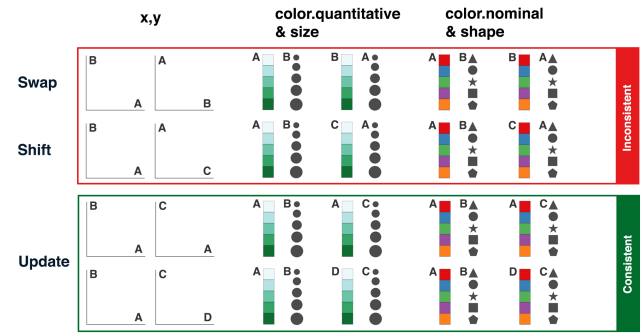 x,y
color.quantitative
& size
color.nominal
& shape
Swap
B A A B A B B A A B B A
Shift
B A A C A B C A A B C A
Inconsistent
Update
B A C A A B A C A B A C
B A C D A B D C A B D C
Consistent